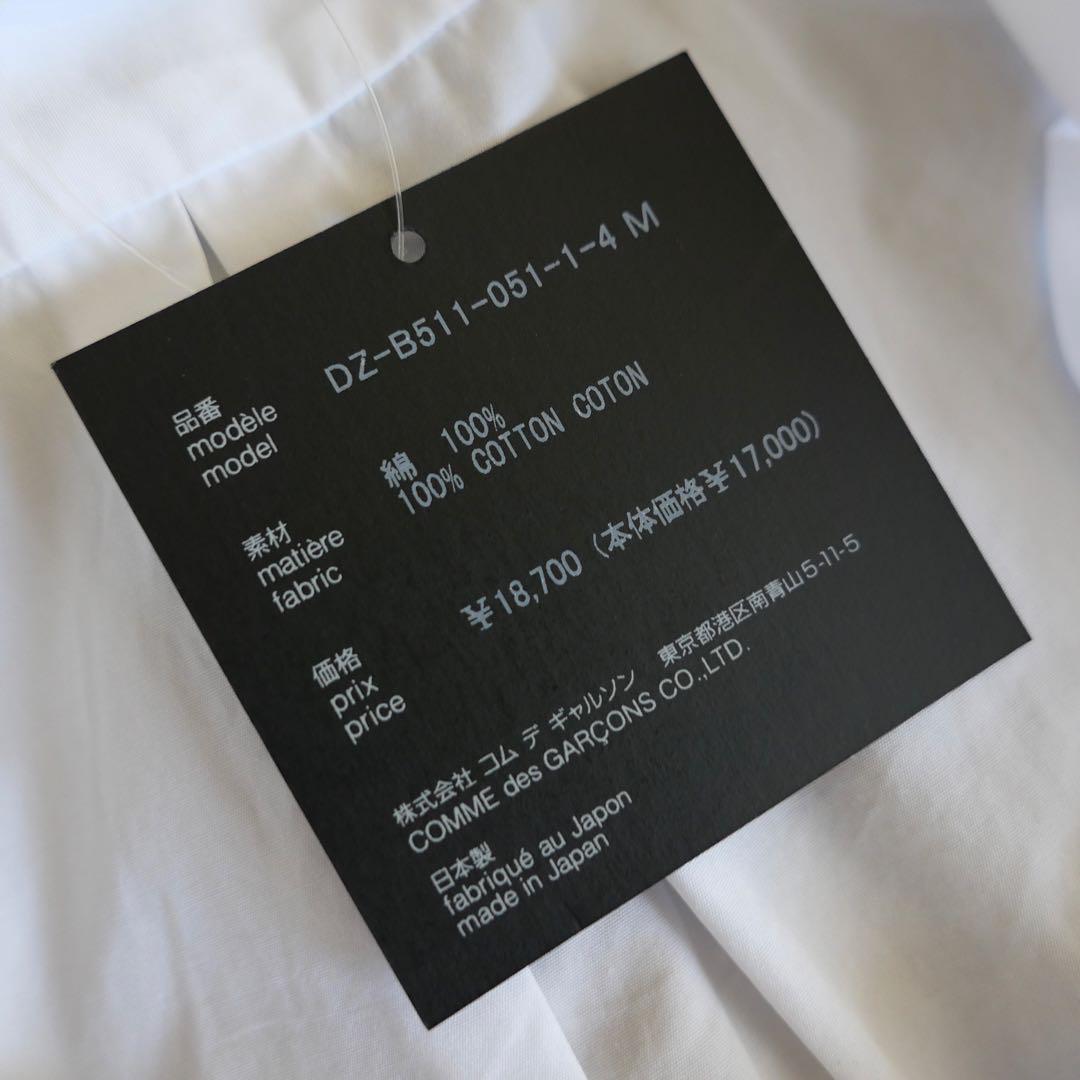 品番
modèle
model
DZ-B511-051-1-4 M
素材
matière
fabric
綿 100%
100% COTTON COTON
価格
prix
price
¥18,700 (本体価格¥17,000)
株式会社 コム デ ギャルソン 東京都港区南青山5-11-5
COMME des GARÇONS CO.,LTD.
日本製
fabriqué au Japon
made in Japan